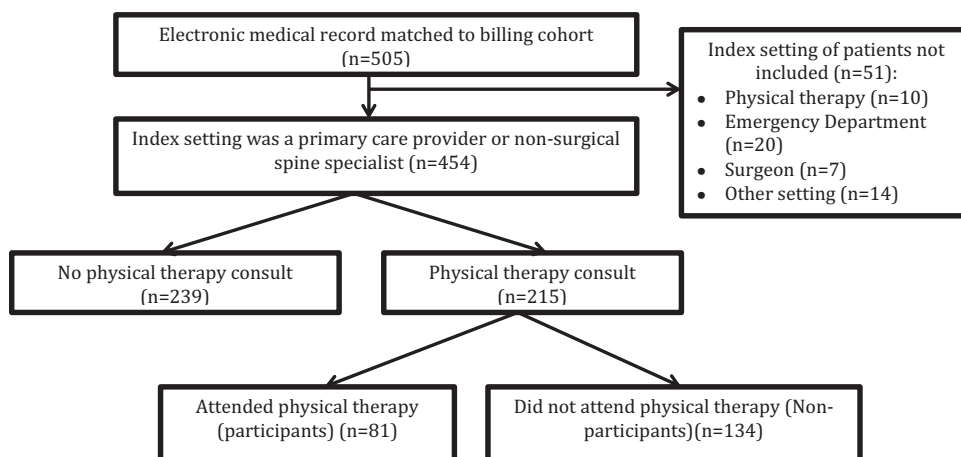 Electronic medical record matched to billing cohort
(n=505)
Index setting of patients not
included (n=51):
• Physical therapy (n=10)
• Emergency Department
(n=20)
• Surgeon (n=7)
• Other setting (n=14)
Index setting was a primary care provider or non-surgical
spine specialist (n=454)
No physical therapy consult
(n=239)
Physical therapy consult
(n=215)
Attended physical therapy
(participants) (n=81)
Did not attend physical therapy (Non-
participants)(n=134)